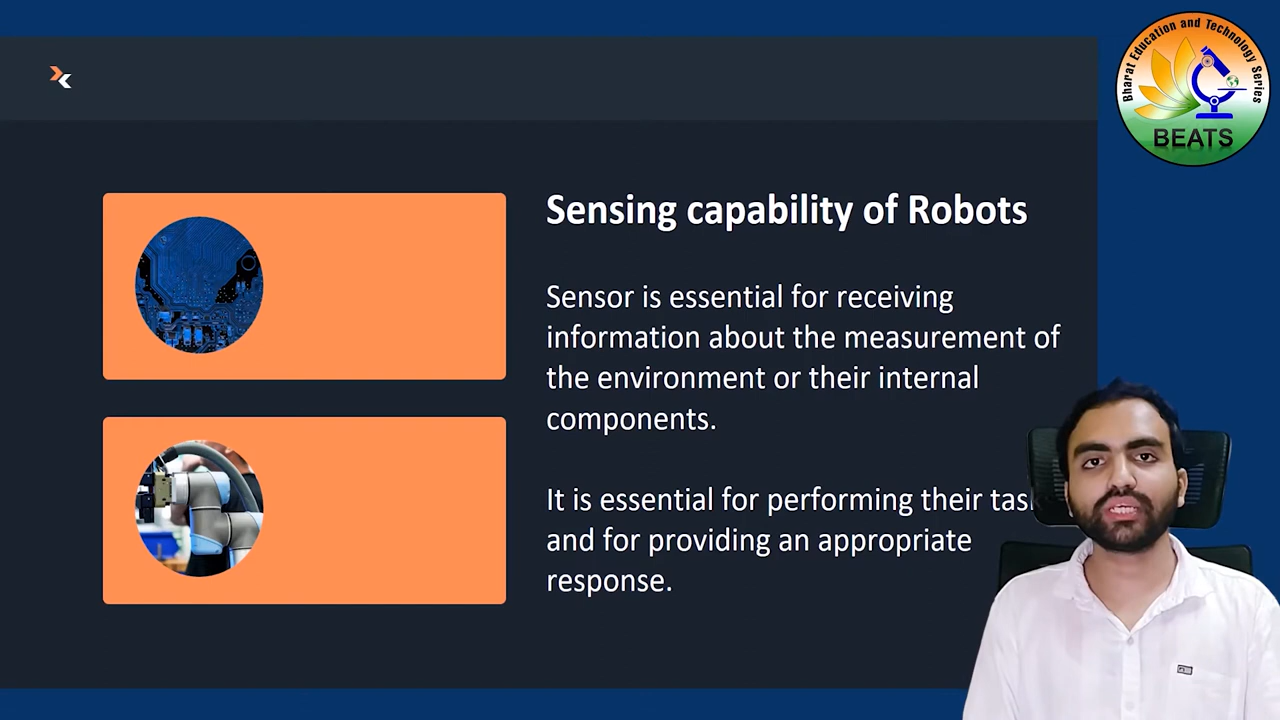 Bharat Education and Technology Series
BEATS
Sensing capability of Robots
Sensor is essential for receiving
information about the measurement of
the environment or their internal
components.
It is essential for performing their
and for providing an appropriate
response.